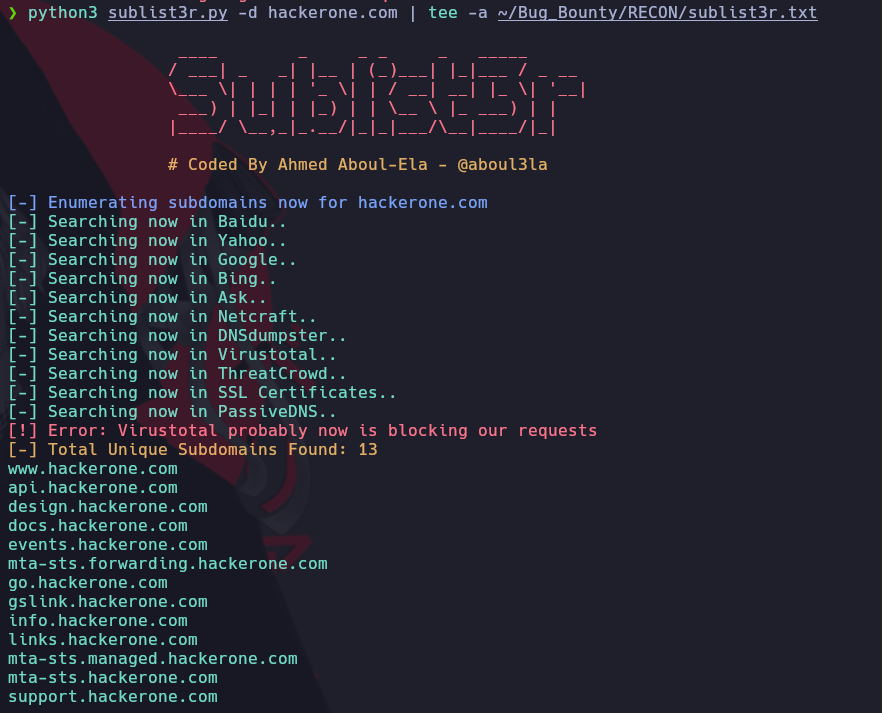 ❯ python3 sublist3r.py -d hackerone.com | tee -a ~/Bug_Bounty/RECON/sublist3r.txt
                 ____        _     _ _     _   _____
                / ___| _   _| |__ | (_)___| |_|___ / _ __
                \___ \| | | | '_ \| | / __| __| |_ \| '__|
                 ___) | |_| | |_) | | \__ \ |_ ___) | |
                |____/ \__,_|_.__/|_|_|___/\__|____/|_|
                # Coded By Ahmed Aboul-Ela - @aboul3la
[-] Enumerating subdomains now for hackerone.com
[-] Searching now in Baidu..
[-] Searching now in Yahoo..
[-] Searching now in Google..
[-] Searching now in Bing..
[-] Searching now in Ask..
[-] Searching now in Netcraft..
[-] Searching now in DNSdumpster..
[-] Searching now in Virustotal..
[-] Searching now in ThreatCrowd..
[-] Searching now in SSL Certificates..
[-] Searching now in PassiveDNS..
[!] Error: Virustotal probably now is blocking our requests
[-] Total Unique Subdomains Found: 13
www.hackerone.com
api.hackerone.com
design.hackerone.com
docs.hackerone.com
events.hackerone.com
mta-sts.forwarding.hackerone.com
go.hackerone.com
gslink.hackerone.com
info.hackerone.com
links.hackerone.com
mta-sts.managed.hackerone.com
mta-sts.hackerone.com
support.hackerone.com